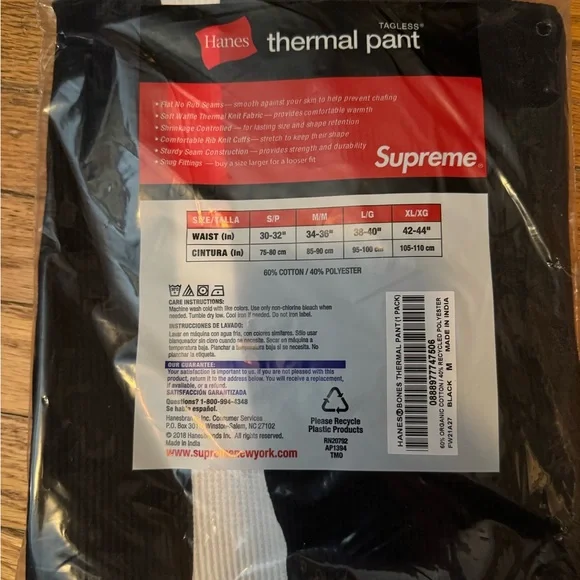 Hanes
TAGLESS®
thermal pant
• Flat No Rub Seams — smooth against your skin to help prevent chafing
• Soft Waffle Thermal Knit Fabric — provides comfortable warmth
• Shrinkage Controlled — for lasting size and shape retention
• Comfortable Rib Knit Cuffs — stretch to keep their shape
• Sturdy Seam Construction — provides strength and durability
• Snug Fittings — buy a size larger for a looser fit
Supreme
SIZE/TALLA S/P M/M L/G XL/XG
WAIST (in) 30-32" 34-36" 38-40" 42-44"
CINTURA (in) 75-80 cm 85-90 cm 95-100 cm 105-110 cm
60% COTTON / 40% POLYESTER
CARE INSTRUCTIONS:
Machine wash cold with like colors. Use only non-chlorine bleach when
needed. Tumble dry low. Cool iron if needed. Do not iron label.
INSTRUCCIONES DE LAVADO:
Lavar en máquina con agua fría, con colores similares. Sólo usar
blanqueador sin cloro cuando se necesite. Secar en máquina a
temperatura baja. Planchar a temperatura baja si se necesita. No
planchar la etiqueta.
OUR GUARANTEE:
Your satisfaction is important to us. if you are not pleased with this
product, return it to the address below. You will receive a replacement,
if available, or a refund.
SATISFACCIÓN GARANTIZADA
Questions? 1-800-994-4348
Se habla español.
Hanesbrands Inc. Consumer Services
P.O. Box 3019 Winston-Salem, NC 27102
© 2018 Hanesbrands Inc. All rights reserved.
Made in India
www.supremenewyork.com
Please Recycle
Plastic Products
RN20792
AP1394
TMO
HANES®BONES THERMAL PANT(1 PACK)
0889777747506
60% ORGANIC COTTON / 40% RECYCLED POLYESTER
FW21A27 BLACK M MADE IN INDIA